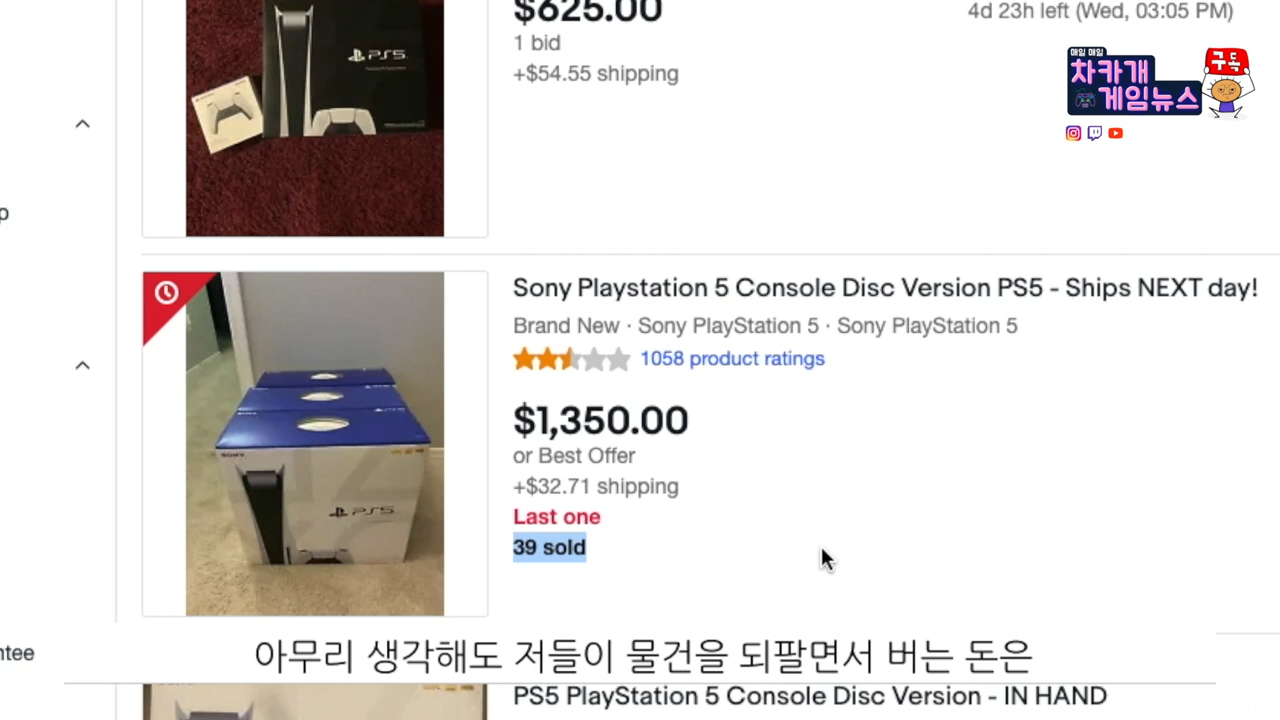 $625.00
4d 23h left (Wed, 03:05 PM)
1 bid
+$54.55 shipping
매일 매일
차카개
게임뉴스
구독
PS5
p
Sony Playstation 5 Console Disc Version PS5 - Ships NEXT day!
Brand New · Sony PlayStation 5 · Sony PlayStation 5
1058 product ratings
$1,350.00
or Best Offer
+$32.71 shipping
Last one
39 sold
SONY
PS5
아무리 생각해도 저들이 물건을 되팔면서 버는 돈은
ntee
PS5 PlayStation 5 Console Disc Version - IN HAND